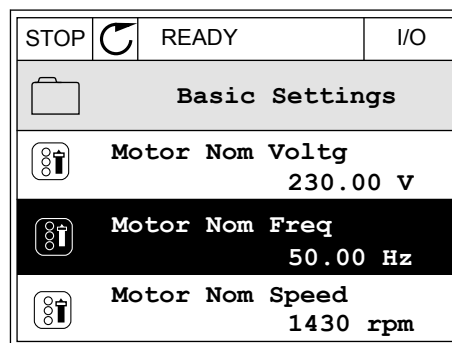 STOP READY I/O
Basic Settings
Motor Nom Voltg
230.00 V
Motor Nom Freq
50.00 Hz
Motor Nom Speed
1430 rpm